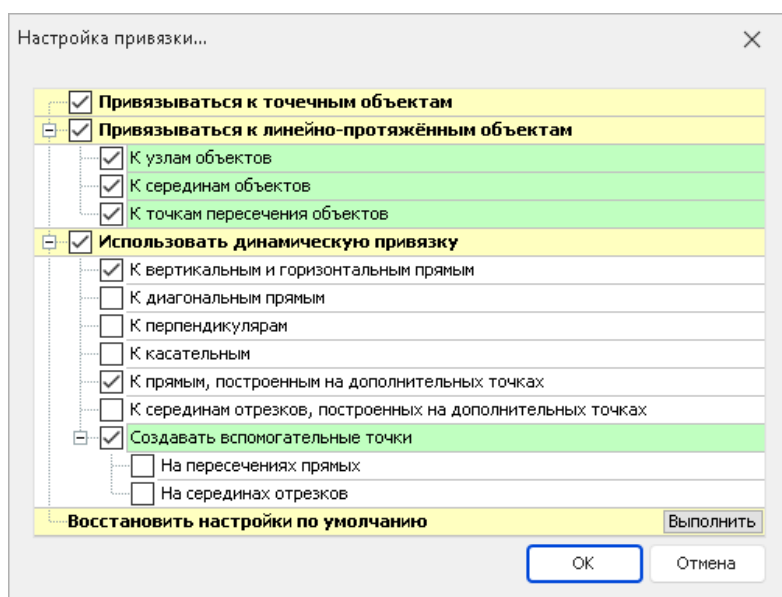 Настройка привязки...
Привязываться к точечным объектам
Привязываться к линейно-протяжённым объектам
К узлам объектов
К серединам объектов
К точкам пересечения объектов
Использовать динамическую привязку
К вертикальным и горизонтальным прямым
К диагональным прямым
К перпендикулярам
К касательным
К прямым, построенным на дополнительных точках
К серединам отрезков, построенных на дополнительных точках
Создавать вспомогательные точки
На пересечениях прямых
На серединах отрезков
Восстановить настройки по умолчанию Выполнить
ОК Отмена